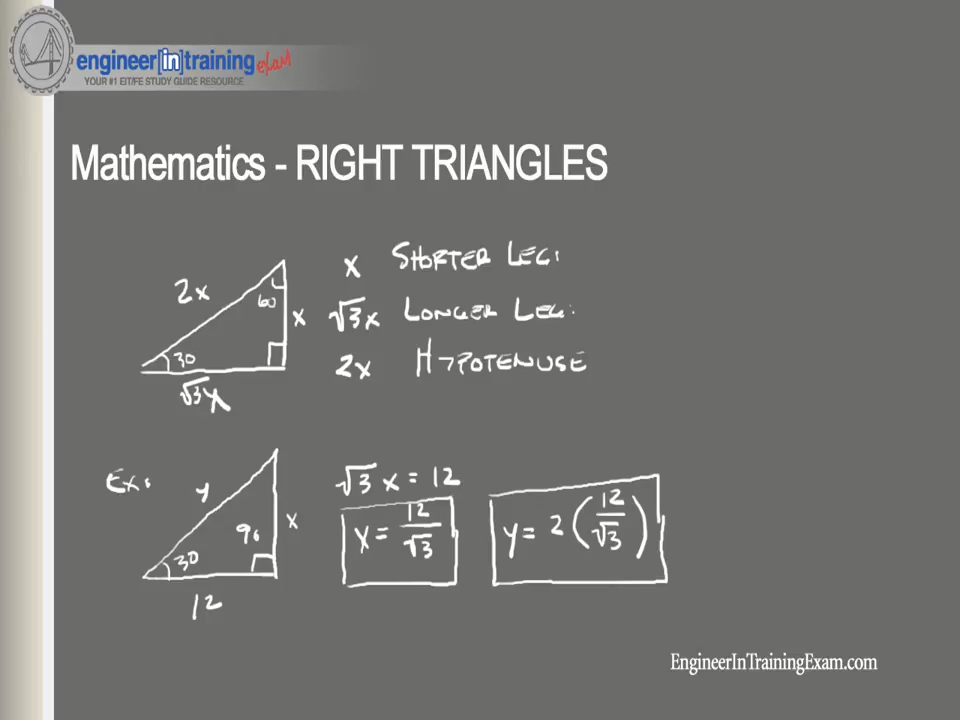 engineer[in]training exam
YOUR #1 EIT/FE STUDY GUIDE RESOURCE
Mathematics - RIGHT TRIANGLES
2x
60
30
x
√3x
x SHORTER LEG:
√3x LONGER LEG:
2x HYPOTENUSE
Ex:
y
90
30
x
12
√3 x = 12
x = 12/√3
y = 2 (12/√3)
EngineerInTrainingExam.com